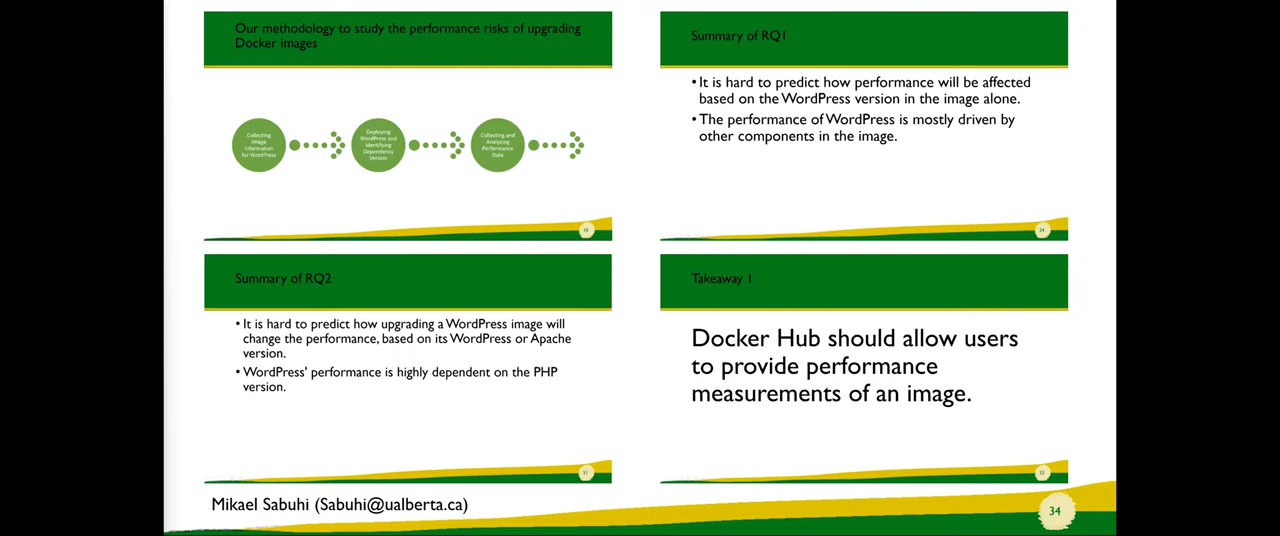 Our methodology to study the performance risks of upgrading
Docker images
Collecting
Image
Information
for WordPress
Deploying
WordPress and
Identifying
Dependency
Version
Collecting and
Analyzing
Performance
Data
Summary of RQ1
• It is hard to predict how performance will be affected
based on the WordPress version in the image alone.
• The performance of WordPress is mostly driven by
other components in the image.
Summary of RQ2
• It is hard to predict how upgrading a WordPress image will
change the performance, based on its WordPress or Apache
version.
• WordPress' performance is highly dependent on the PHP
version.
31
Takeaway 1
Docker Hub should allow users
to provide performance
measurements of an image.
Mikael Sabuhi (Sabuhi@ualberta.ca)
34